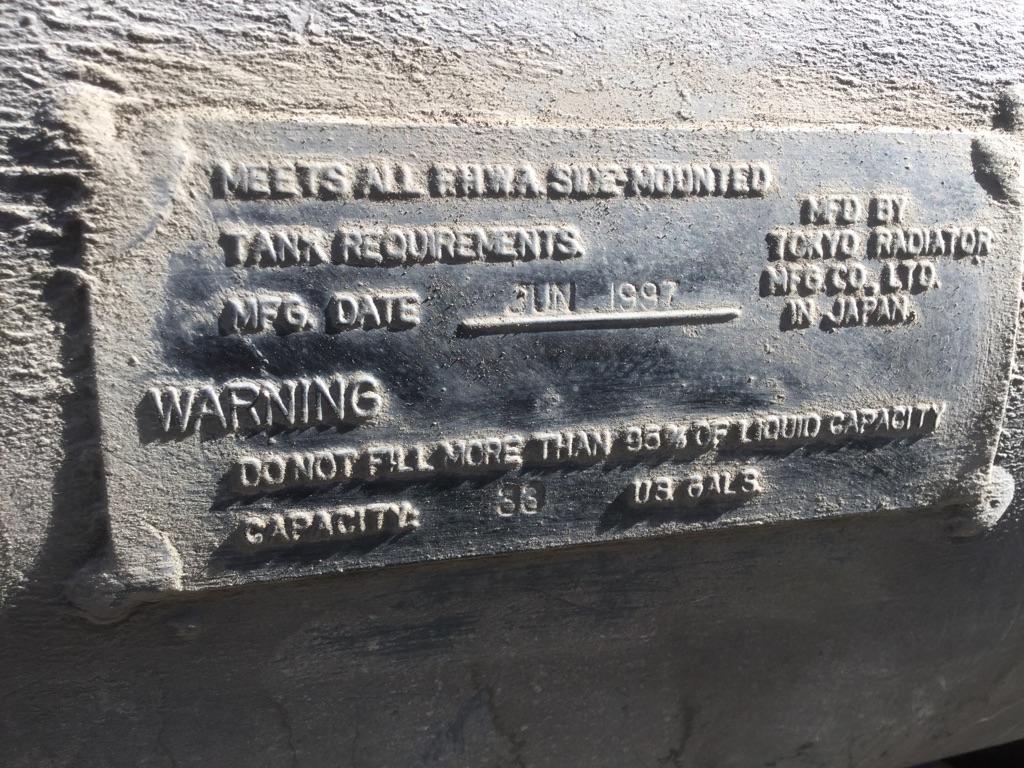 MEETS ALL F.H.W.A. SIDE-MOUNTED
TANK REQUIREMENTS.
MFG. DATE JUN 1997
MFD BY
TOKYO RADIATOR
MFG. CO., LTD.
IN JAPAN.
WARNING
DO NOT FILL MORE THAN 95% OF LIQUID CAPACITY
CAPACITY: 33 U.S. GALS.